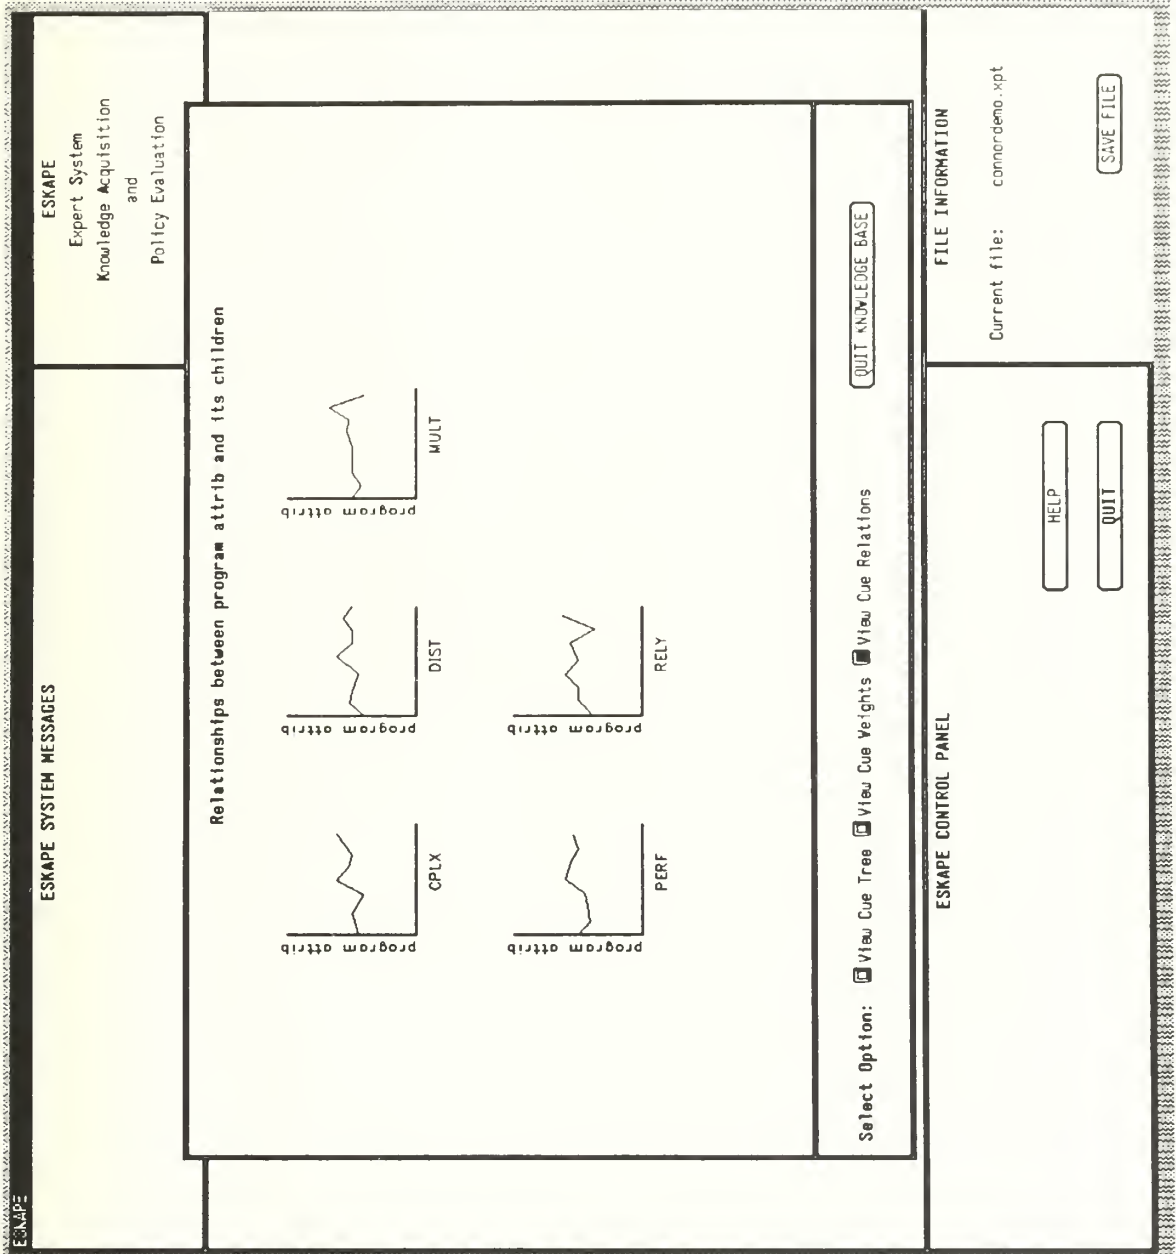 ESKAPE
ESKAPE SYSTEM MESSAGES
ESKAPE
Expert System
Knowledge Acquisition
and
Policy Evaluation
Relationships between program attrib and its children
program attrib
CPLX
program attrib
DIST
program attrib
MULT
program attrib
PERF
program attrib
RELY
Select Option: View Cue Tree View Cue Weights View Cue Relations
QUIT KNOWLEDGE BASE
ESKAPE CONTROL PANEL
HELP
QUIT
FILE INFORMATION
Current file: connordemo.xpt
SAVE FILE